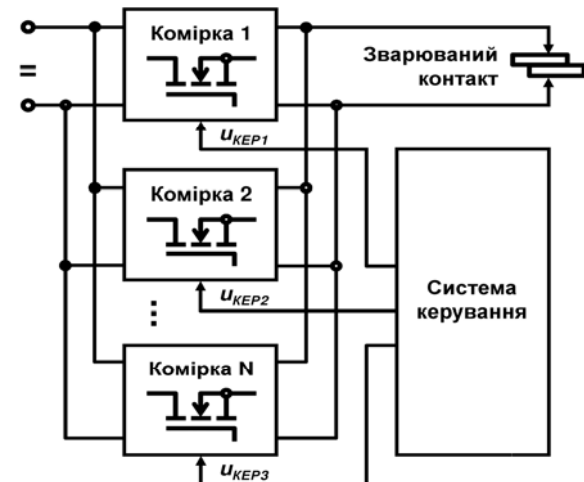 Комірка 1
Зварюваний
контакт
=
uКЕР1
Комірка 2
uКЕР2
Система
керування
...
Комірка N
uКЕР3